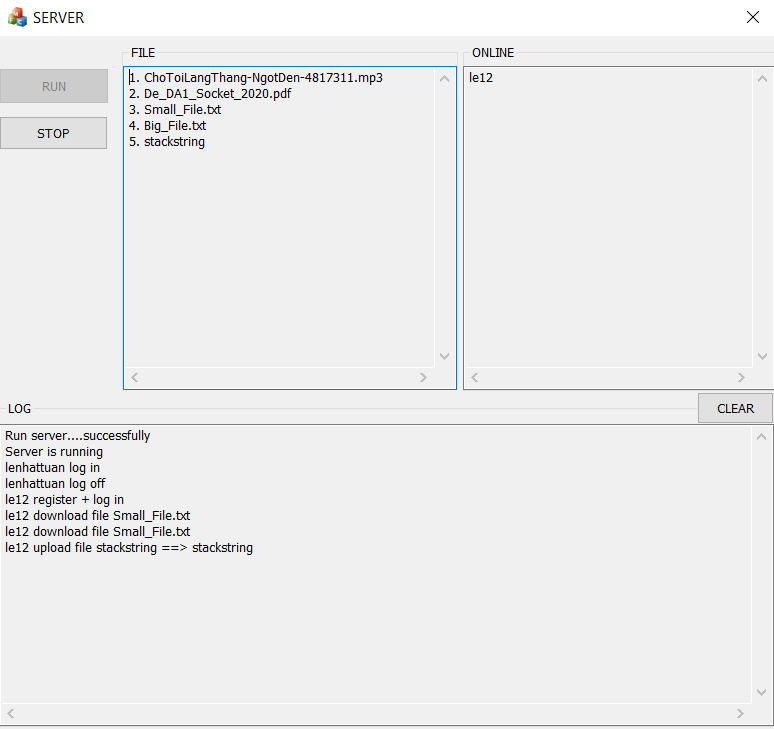 SERVER
RUN
STOP
FILE
1. ChoToiLangThang-NgotDen-4817311.mp3
2. De_DA1_Socket_2020.pdf
3. Small_File.txt
4. Big_File.txt
5. stackstring
ONLINE
le12
LOG
CLEAR
Run server....successfully
Server is running
lenhattuan log in
lenhattuan log off
le12 register + log in
le12 download file Small_File.txt
le12 download file Small_File.txt
le12 upload file stackstring ==> stackstring